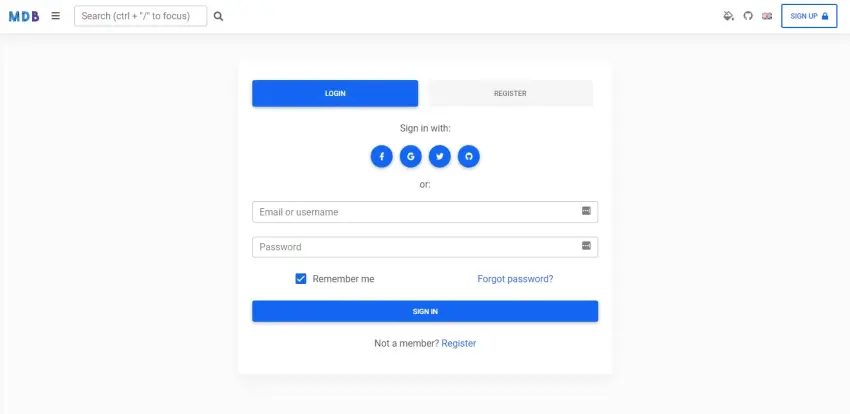 MDB Search (ctrl + "/" to focus) SIGN UP
LOGIN REGISTER
Sign in with:
or:
Email or username
Password
Remember me Forgot password?
SIGN IN
Not a member? Register